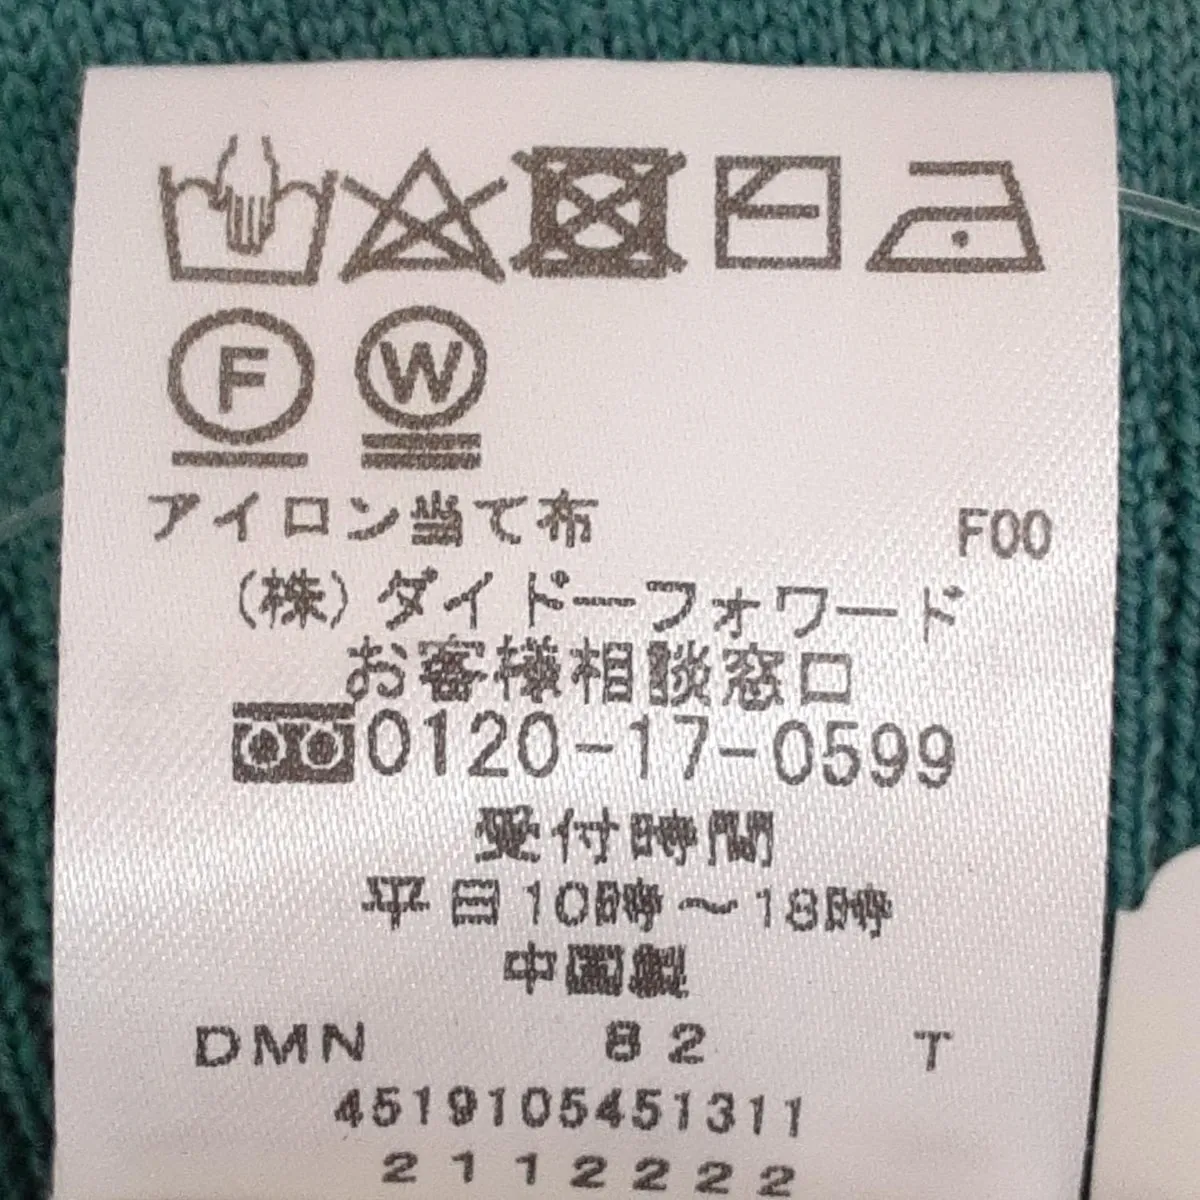 F W
アイロン当て布 F00
(株)ダイドーフォワード
お客様相談窓口
0120-17-0599
受付時間
平日10時～18時
中国製
DMN 82 T
4519105451311
2112222